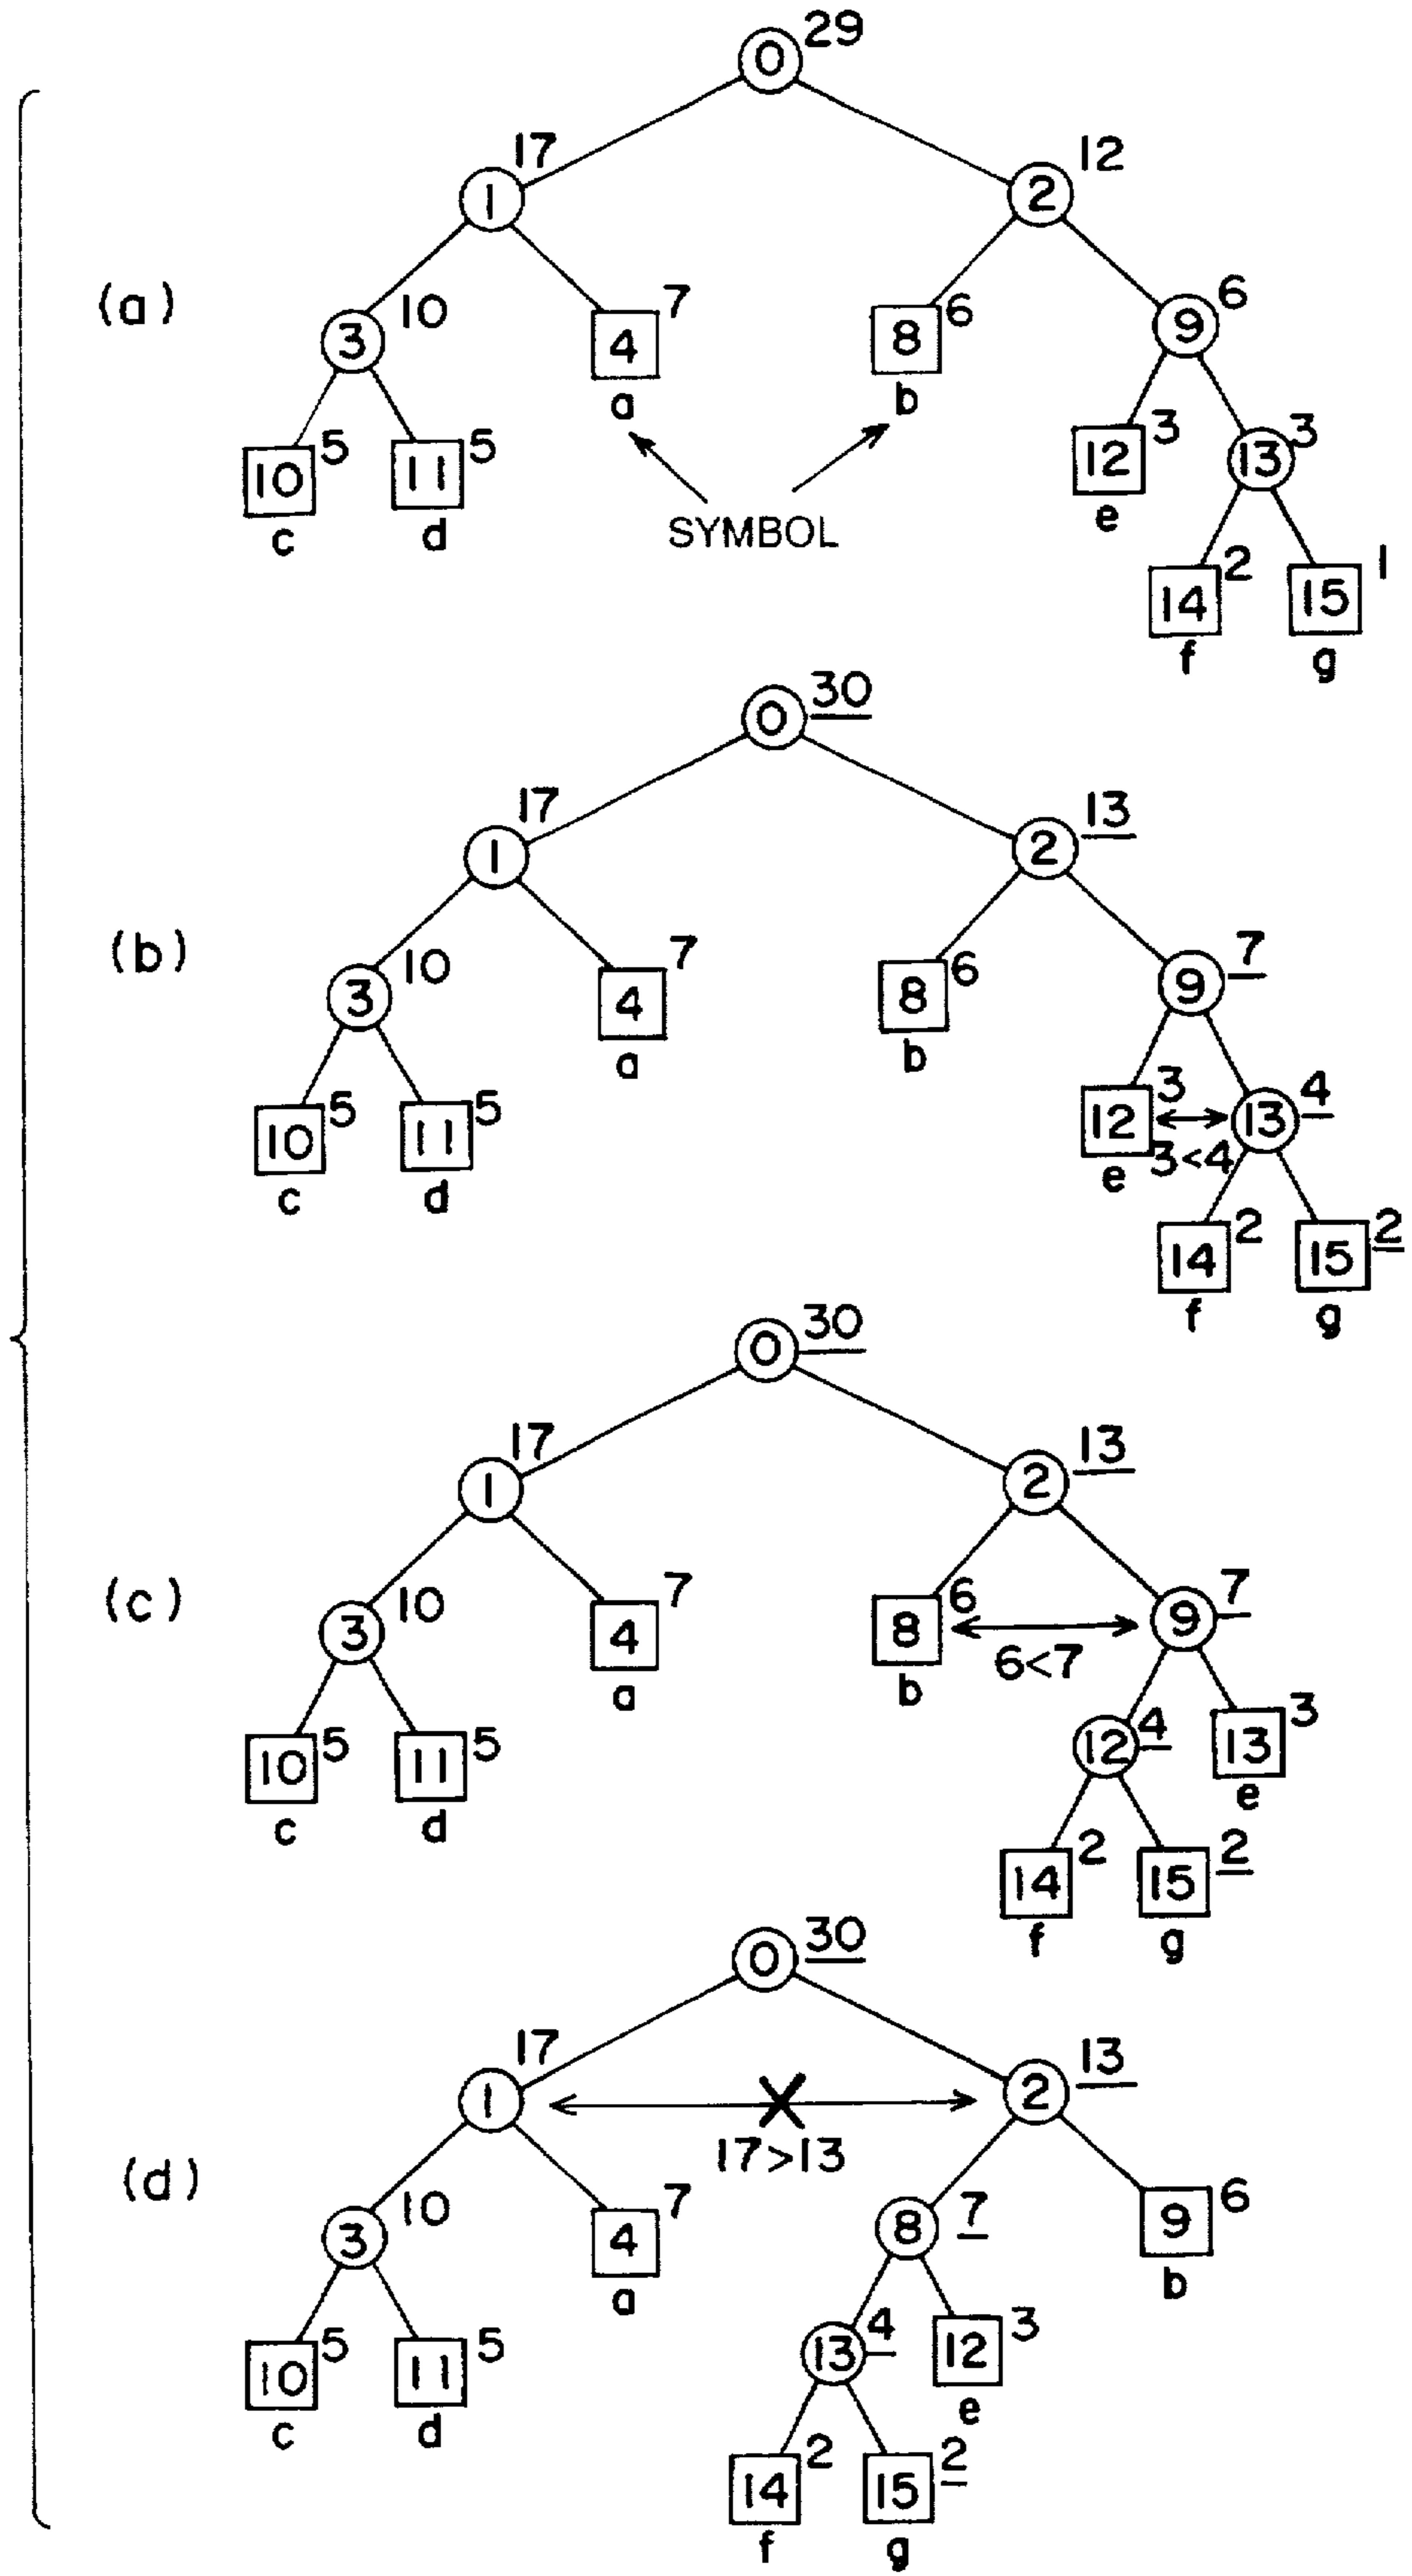 0 29
1 17 2 12
(a)
3 10 4 7 8 6 9 6
a b
10 5 11 5 12 3 13 3
c d SYMBOL e
14 2 15 1
f g
0 30
1 17 2 13
(b)
3 10 4 7 8 6 9 7
a b
10 5 11 5 12 3 13 4
3<4
c d e
14 2 15 2
f g
0 30
1 17 2 13
(c)
3 10 4 7 8 6 9 7
6<7
a b
10 5 11 5 12 4 13 3
c d e
14 2 15 2
f g
0 30
1 17 2 13
17>13
(d)
3 10 4 7 8 7 9 6
a b
10 5 11 5 13 4 12 3
c d e
14 2 15 2
f g